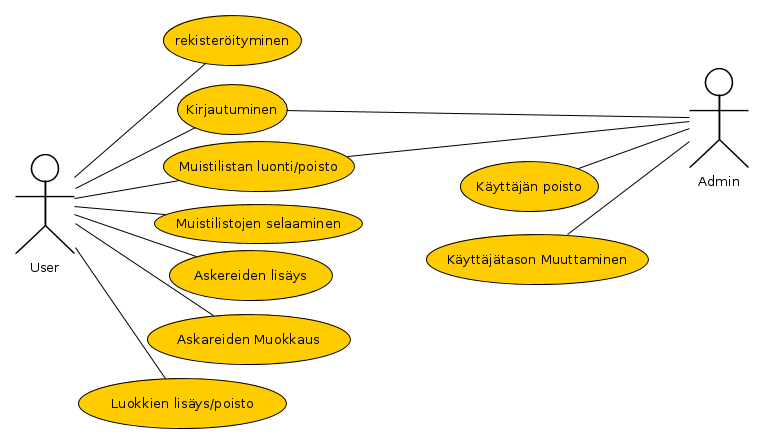 rekisteröityminen
Kirjautuminen
Muistilistan luonti/poisto
Käyttäjän poisto
Admin
Muistilistojen selaaminen
User
Askereiden lisäys
Käyttäjätason Muuttaminen
Askareiden Muokkaus
Luokkien lisäys/poisto